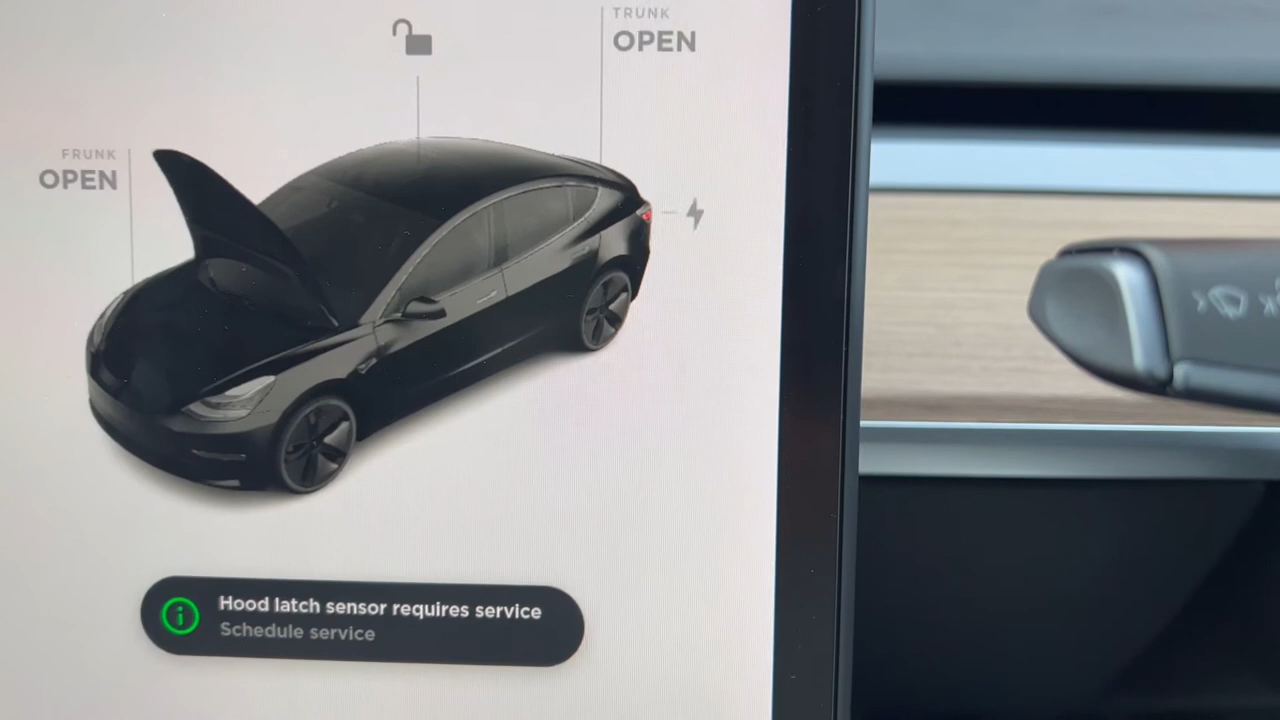 TRUNK
OPEN
FRUNK
OPEN
Hood latch sensor requires service
Schedule service